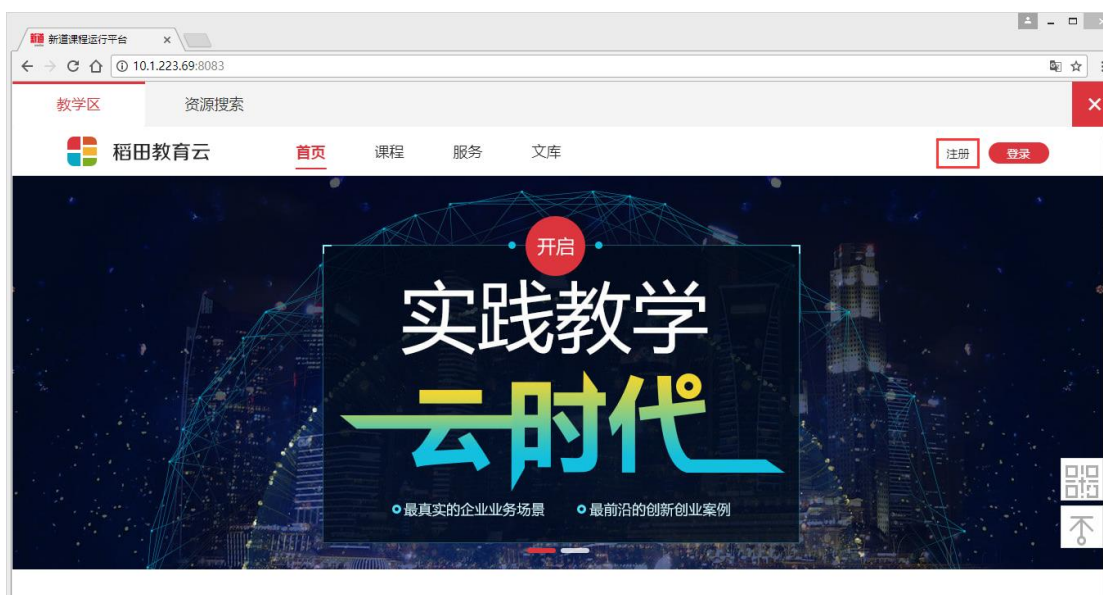 新道 新道课程运行平台
10.1.223.69:8083
教学区 资源搜索
稻田教育云 首页 课程 服务 文库 注册 登录
开启
实践教学
云时代
最真实的企业业务场景 最前沿的创新创业案例